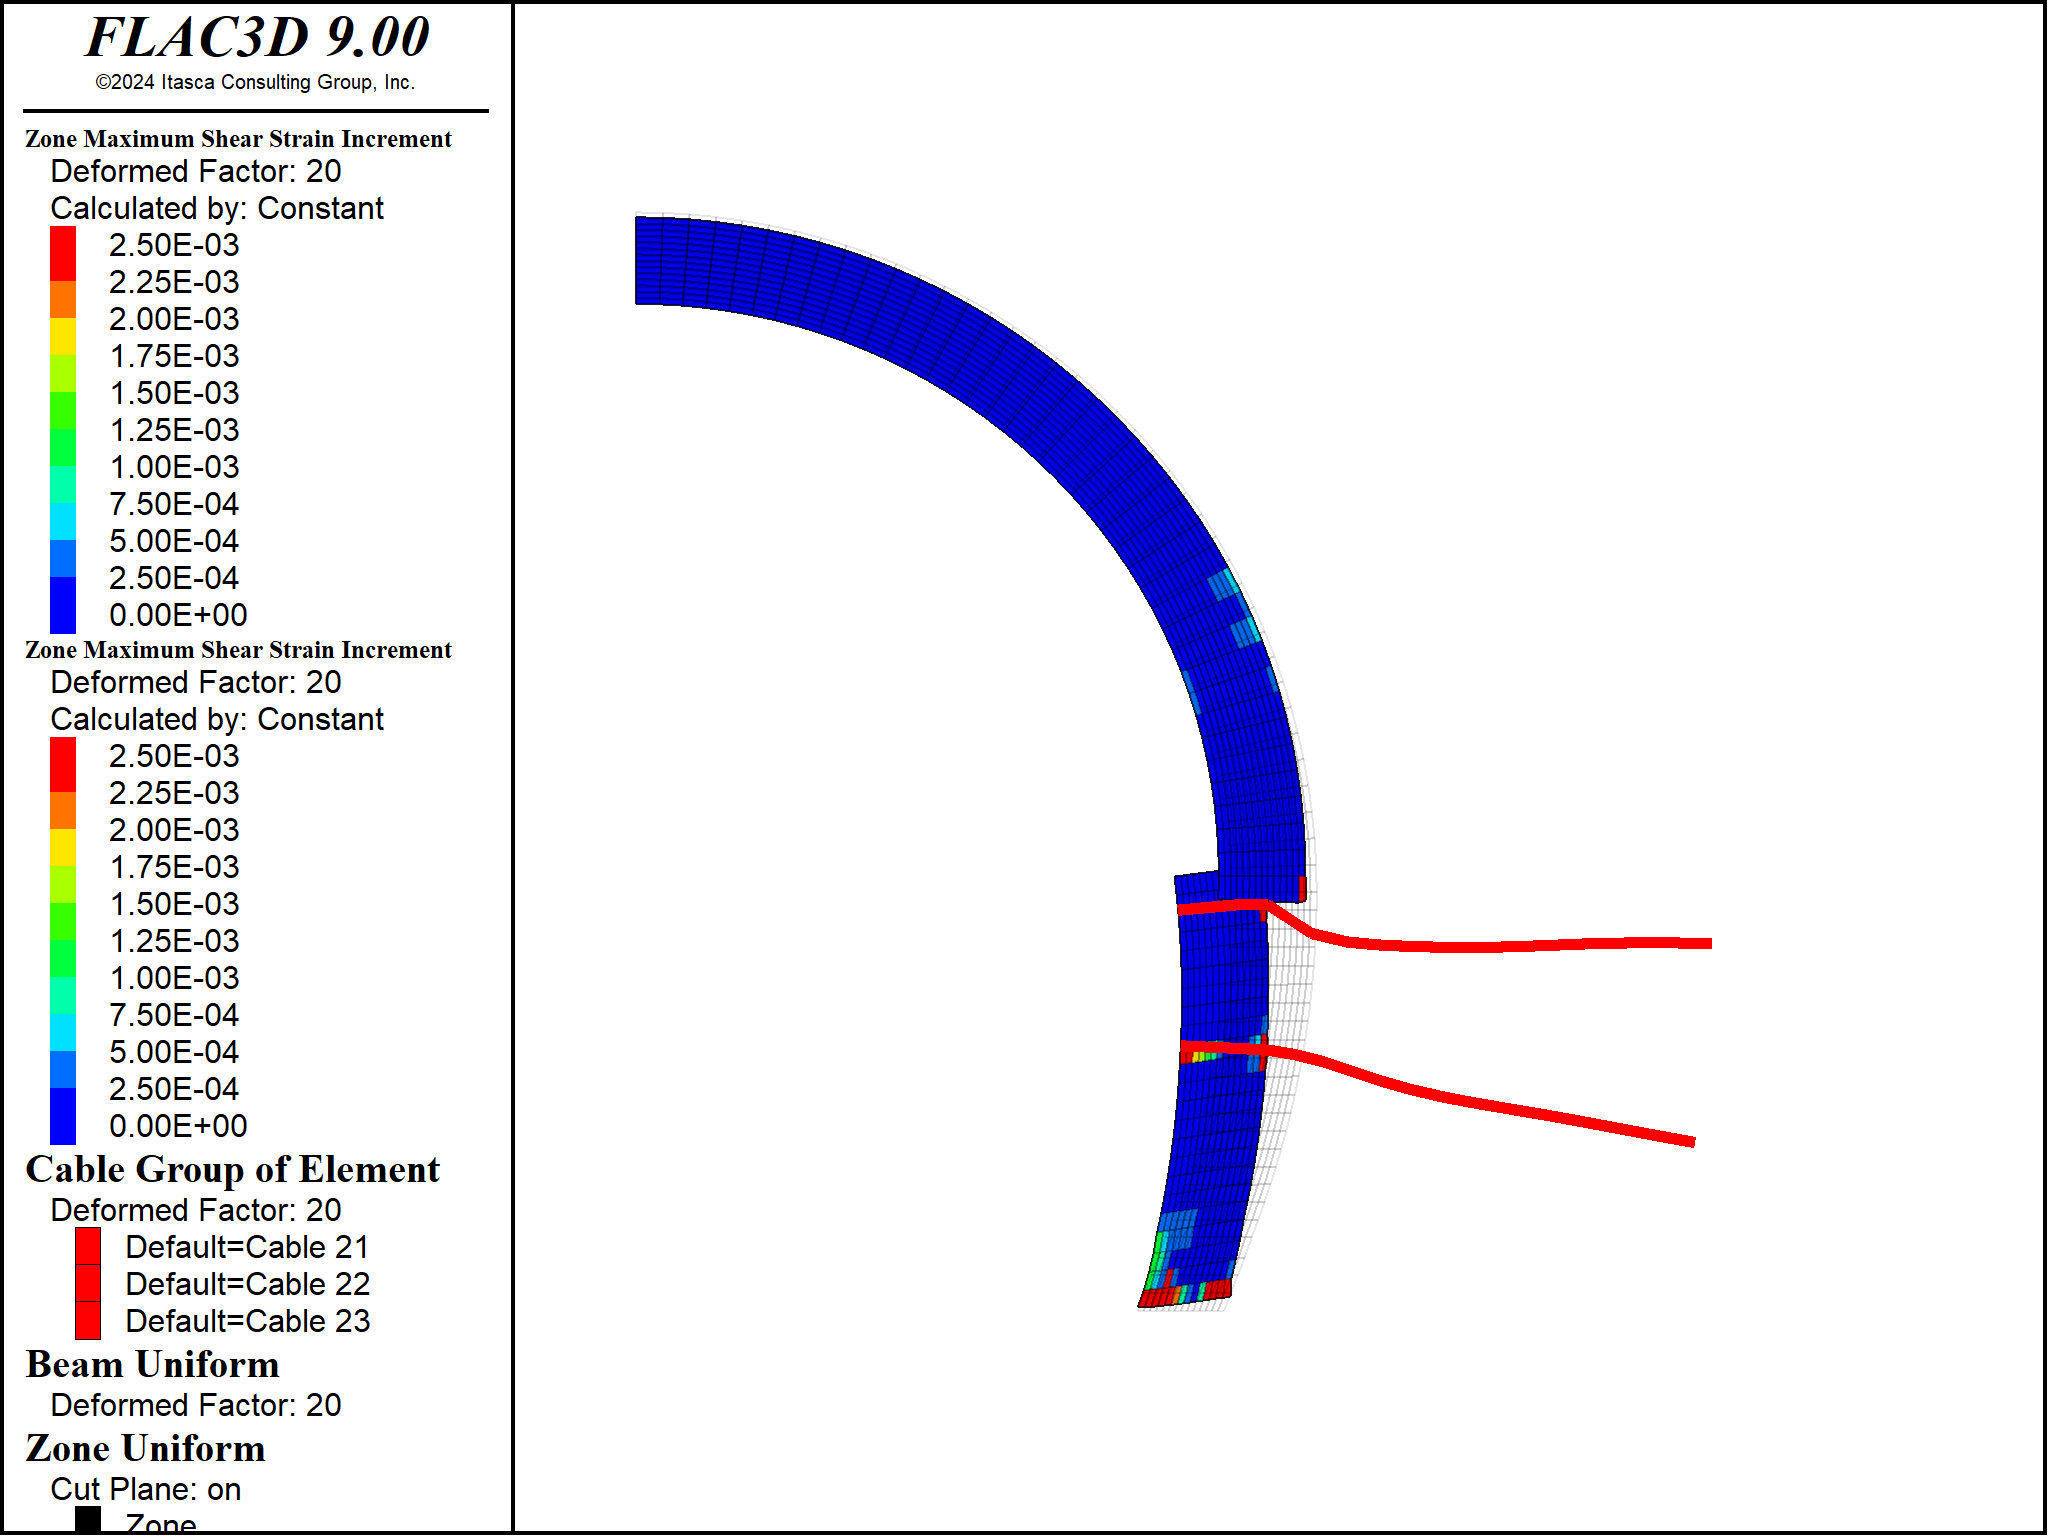 FLAC3D 9.00
©2024 Itasca Consulting Group, Inc.
Zone Maximum Shear Strain Increment
Deformed Factor: 20
Calculated by: Constant
2.50E-03
2.25E-03
2.00E-03
1.75E-03
1.50E-03
1.25E-03
1.00E-03
7.50E-04
5.00E-04
2.50E-04
0.00E+00
Zone Maximum Shear Strain Increment
Deformed Factor: 20
Calculated by: Constant
2.50E-03
2.25E-03
2.00E-03
1.75E-03
1.50E-03
1.25E-03
1.00E-03
7.50E-04
5.00E-04
2.50E-04
0.00E+00
Cable Group of Element
Deformed Factor: 20
Default=Cable 21
Default=Cable 22
Default=Cable 23
Beam Uniform
Deformed Factor: 20
Zone Uniform
Cut Plane: on
Zone